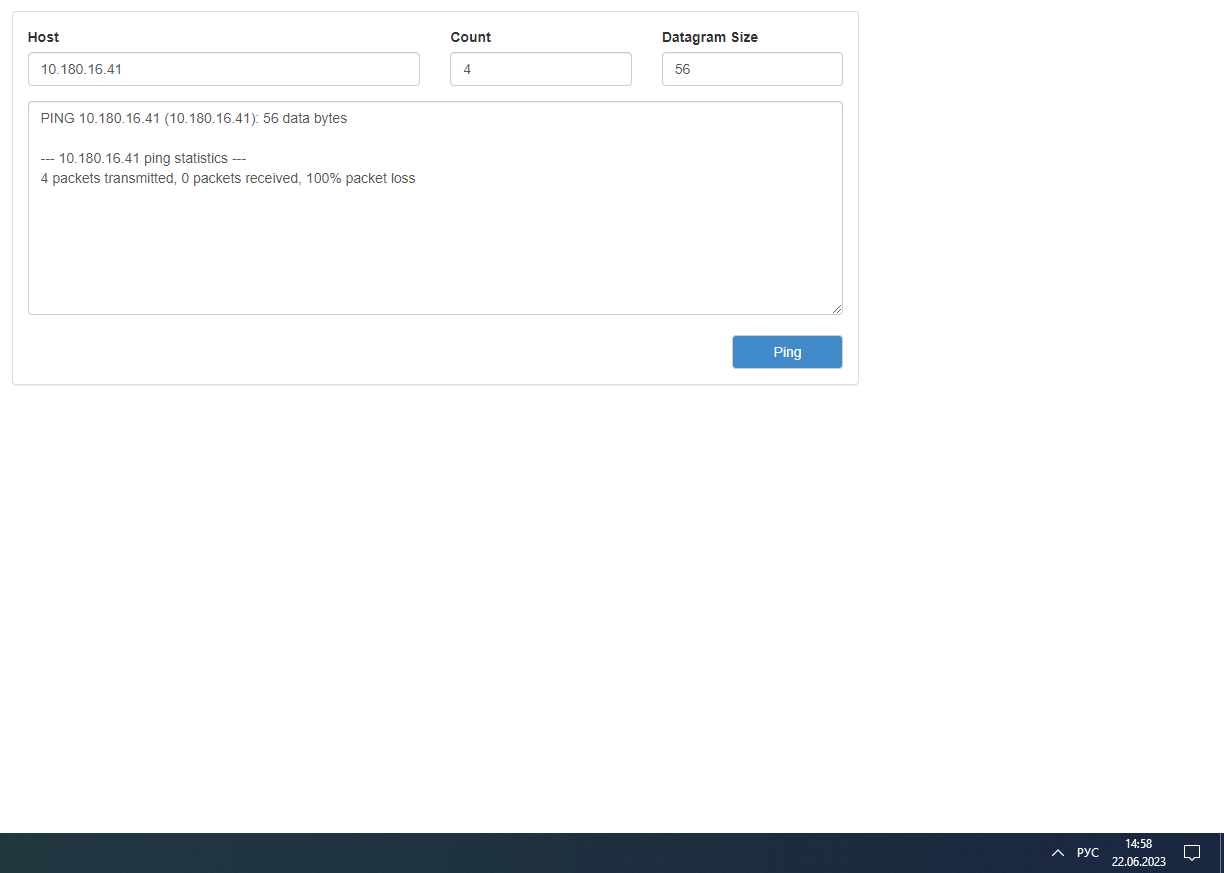 Host
Count
Datagram Size
10.180.16.41
4
56
PING 10.180.16.41 (10.180.16.41): 56 data bytes
--- 10.180.16.41 ping statistics ---
4 packets transmitted, 0 packets received, 100% packet loss
Ping
РУС
14:58
22.06.2023